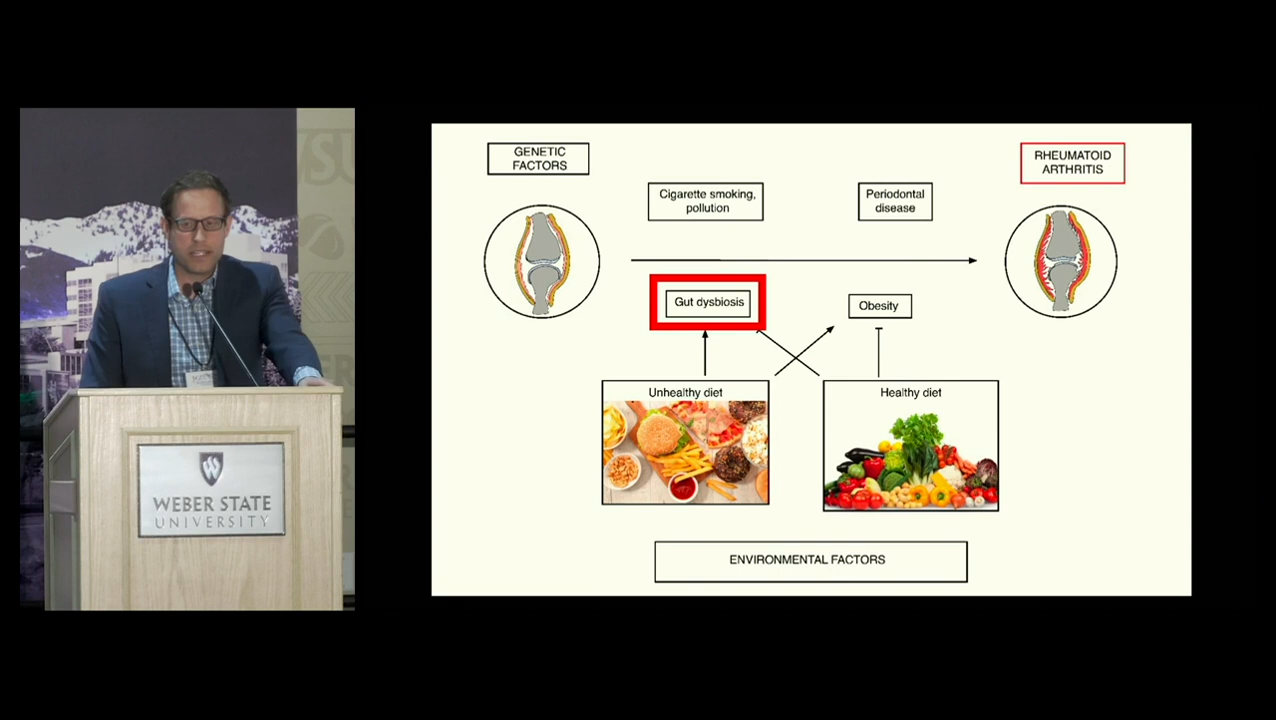 GENETIC
FACTORS
RHEUMATOID
ARTHRITIS
Cigarette smoking,
pollution
Periodontal
disease
Gut dysbiosis
Obesity
Unhealthy diet
Healthy diet
ENVIRONMENTAL FACTORS
WEBER STATE
UNIVERSITY